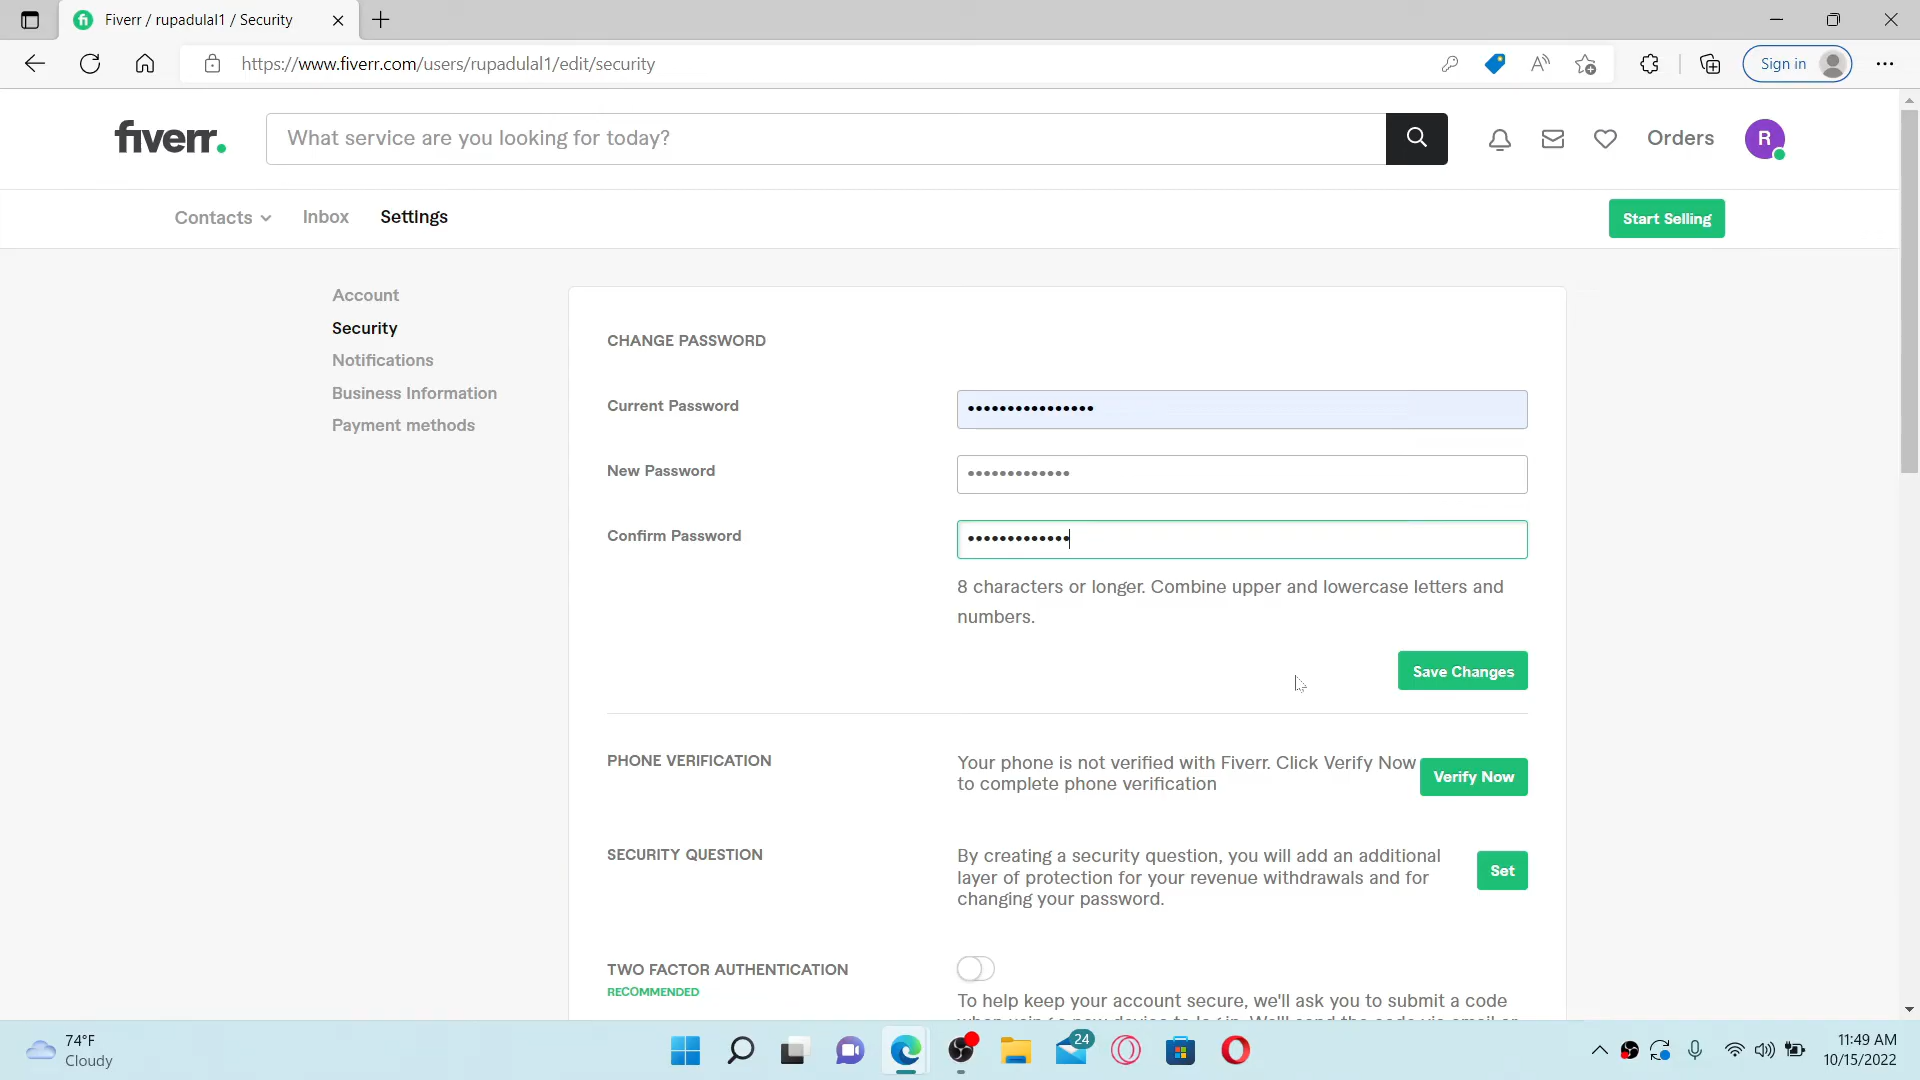 Fiverr / rupadulal1 / Security
https://www.fiverr.com/users/rupadulal1/edit/security
Sign in
fiverr.
What service are you looking for today?
Orders
R
Contacts
Inbox
Settings
Start Selling
Account
Security
Notifications
Business Information
Payment methods
CHANGE PASSWORD
Current Password
••••••••••••••••
New Password
•••••••••••••
Confirm Password
•••••••••••••
8 characters or longer. Combine upper and lowercase letters and
numbers.
Save Changes
PHONE VERIFICATION
Your phone is not verified with Fiverr. Click Verify Now
to complete phone verification
Verify Now
SECURITY QUESTION
By creating a security question, you will add an additional
layer of protection for your revenue withdrawals and for
changing your password.
Set
TWO FACTOR AUTHENTICATION
RECOMMENDED
To help keep your account secure, we'll ask you to submit a code
74°F
Cloudy
24
11:49 AM
10/15/2022